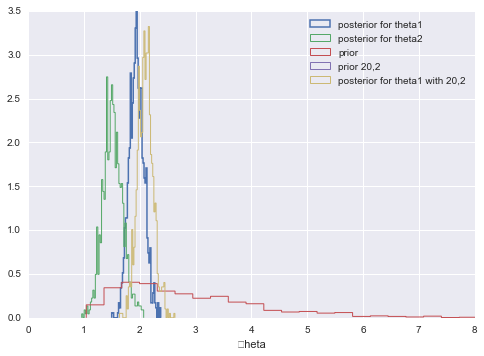 3.5
3.0
2.5
2.0
1.5
1.0
0.5
0.0
0 1 2 3 4 5 6 7 8
posterior for theta1
posterior for theta2
prior
prior 20,2
posterior for theta1 with 20,2
□heta